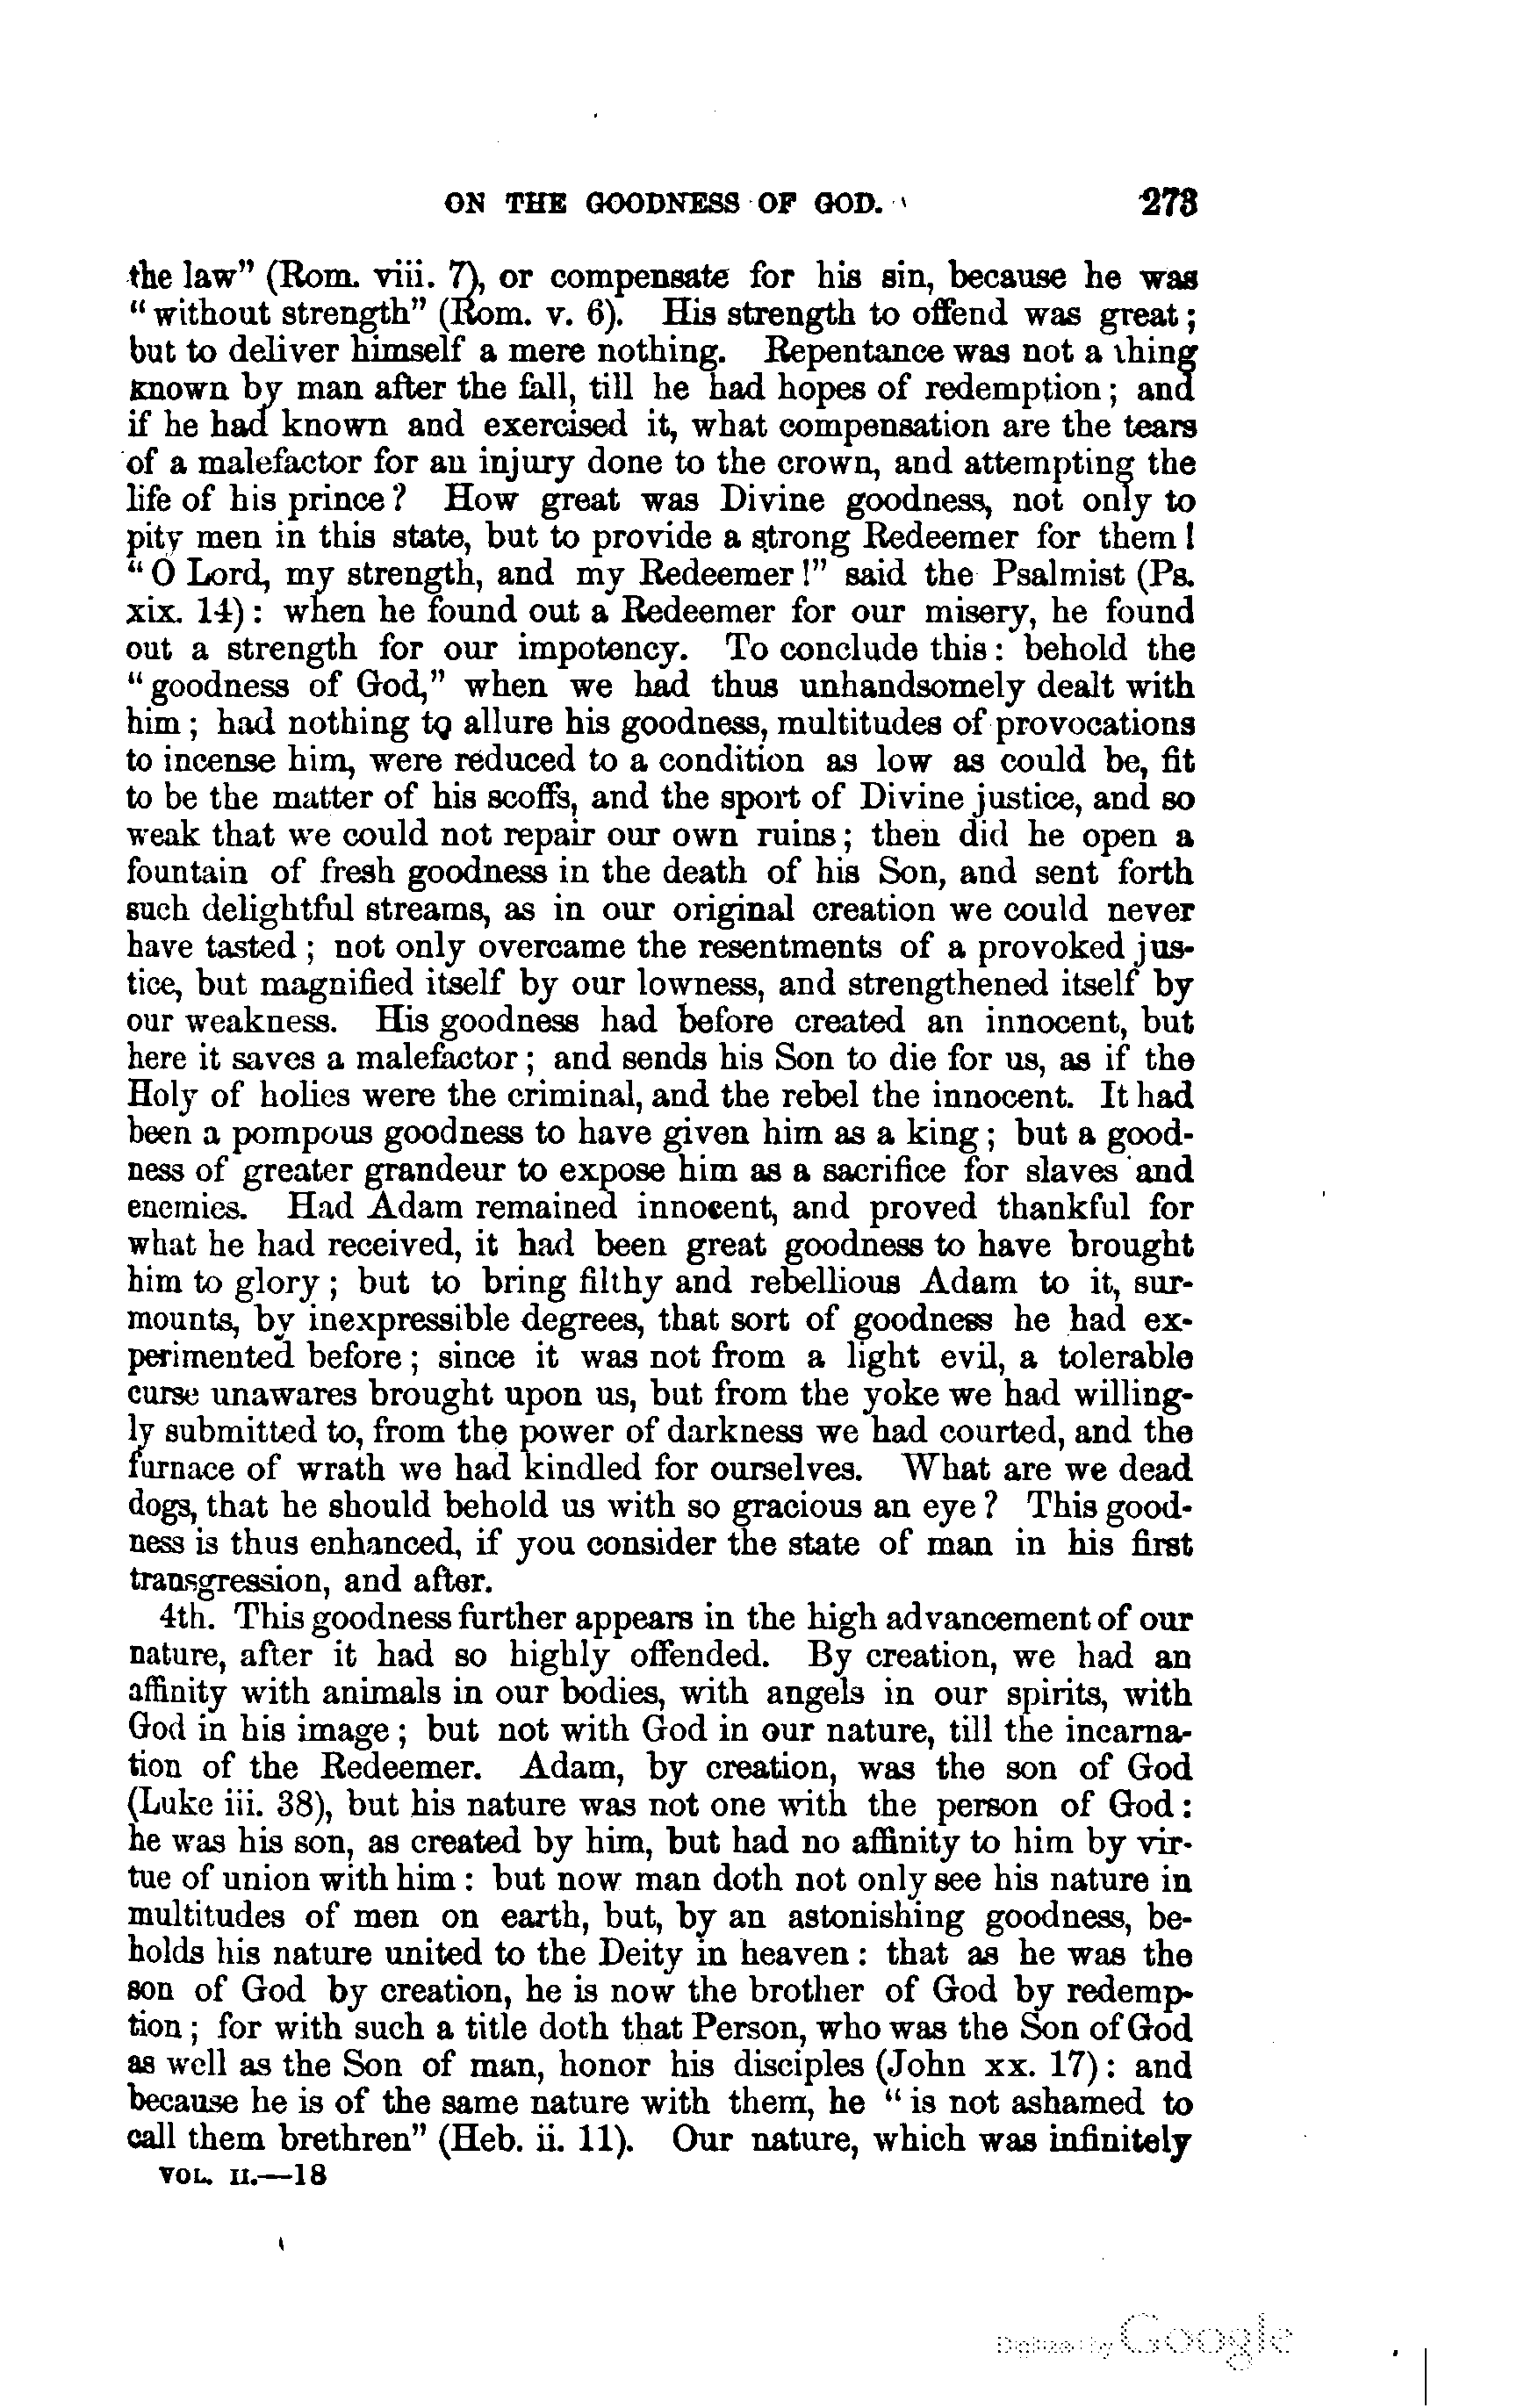 ON THE GOODNESS OF GOD. 273
the law” (Rom. viii. 7), or compensate for his sin, because he was
“without strength” (Rom. v. 6). His strength to offend was great;
but to deliver himself a mere nothing. Repentance was not a thing
known by man after the fall, till he had hopes of redemption; and
if he had known and exercised it, what compensation are the tears
of a malefactor for an injury done to the crown, and attempting the
life of his prince? How great was Divine goodness, not only to
pity men in this state, but to provide a strong Redeemer for them!
“O Lord, my strength, and my Redeemer!” said the Psalmist (Ps.
xix. 14): when he found out a Redeemer for our misery, he found
out a strength for our impotency. To conclude this: behold the
“goodness of God,” when we had thus unhandsomely dealt with
him; had nothing to allure his goodness, multitudes of provocations
to incense him, were reduced to a condition as low as could be, fit
to be the matter of his scoffs, and the sport of Divine justice, and so
weak that we could not repair our own ruins; then did he open a
fountain of fresh goodness in the death of his Son, and sent forth
such delightful streams, as in our original creation we could never
have tasted; not only overcame the resentments of a provoked jus-
tice, but magnified itself by our lowness, and strengthened itself by
our weakness. His goodness had before created an innocent, but
here it saves a malefactor; and sends his Son to die for us, as if the
Holy of holies were the criminal, and the rebel the innocent. It had
been a pompous goodness to have given him as a king; but a good-
ness of greater grandeur to expose him as a sacrifice for slaves and
enemies. Had Adam remained innocent, and proved thankful for
what he had received, it had been great goodness to have brought
him to glory; but to bring filthy and rebellious Adam to it, sur-
mounts, by inexpressible degrees, that sort of goodness he had ex-
perimented before; since it was not from a light evil, a tolerable
curse unawares brought upon us, but from the yoke we had willing-
ly submitted to, from the power of darkness we had courted, and the
furnace of wrath we had kindled for ourselves. What are we dead
dogs, that he should behold us with so gracious an eye? This good-
ness is thus enhanced, if you consider the state of man in his first
transgression, and after.
4th. This goodness further appears in the high advancement of our
nature, after it had so highly offended. By creation, we had an
affinity with animals in our bodies, with angels in our spirits, with
God in his image; but not with God in our nature, till the incarna-
tion of the Redeemer. Adam, by creation, was the son of God
(Luke iii. 38), but his nature was not one with the person of God:
he was his son, as created by him, but had no affinity to him by vir-
tue of union with him: but now man doth not only see his nature in
multitudes of men on earth, but, by an astonishing goodness, be-
holds his nature united to the Deity in heaven: that as he was the
son of God by creation, he is now the brother of God by redemp-
tion; for with such a title doth that Person, who was the Son of God
as well as the Son of man, honor his disciples (John xx. 17): and
because he is of the same nature with them, he “is not ashamed to
call them brethren” (Heb. ii. 11). Our nature, which was infinitely
VOL. II.—18
Digitized by Google